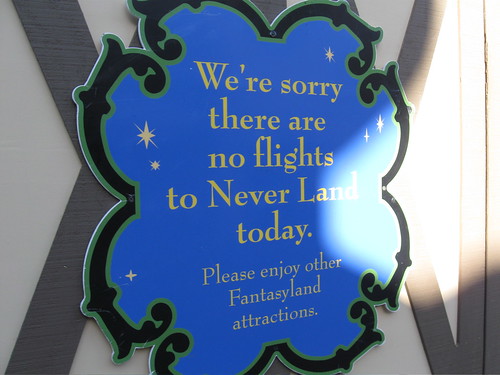 We're sorry
there are
no flights
to Never Land
today.
Please enjoy other
Fantasyland
attractions.